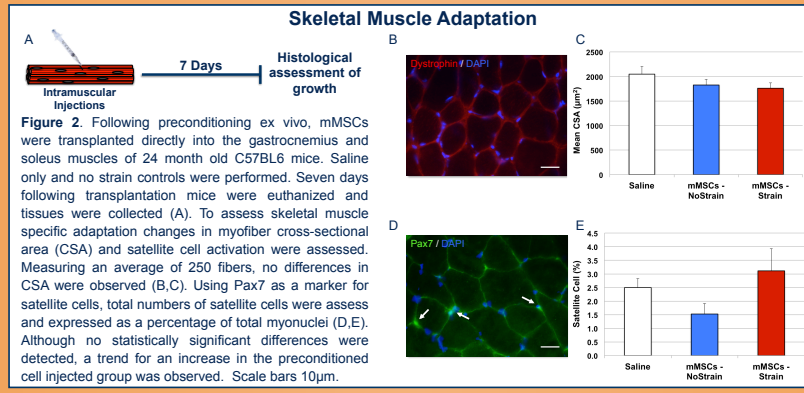 Skeletal Muscle Adaptation
A
7 Days
Histological
assessment of
growth
Intramuscular
Injections
Figure 2. Following preconditioning ex vivo, mMSCs
were transplanted directly into the gastrocnemius and
soleus muscles of 24 month old C57BL6 mice. Saline
only and no strain controls were performed. Seven days
following transplantation mice were euthanized and
tissues were collected (A). To assess skeletal muscle
specific adaptation changes in myofiber cross-sectional
area (CSA) and satellite cell activation were assessed.
Measuring an average of 250 fibers, no differences in
CSA were observed (B,C). Using Pax7 as a marker for
satellite cells, total numbers of satellite cells were assess
and expressed as a percentage of total myonuclei (D,E).
Although no statistically significant differences were
detected, a trend for an increase in the preconditioned
cell injected group was observed. Scale bars 10µm.
B
Dystrophin / DAPI
C
Mean CSA (µm²)
2500
2000
1500
1000
500
0
Saline
mMSCs -
NoStrain
mMSCs -
Strain
D
Pax7 / DAPI
E
Satellite Cell (%)
4.5
4.0
3.5
3.0
2.5
2.0
1.5
1.0
0.5
0.0
Saline
mMSCs -
NoStrain
mMSCs -
Strain